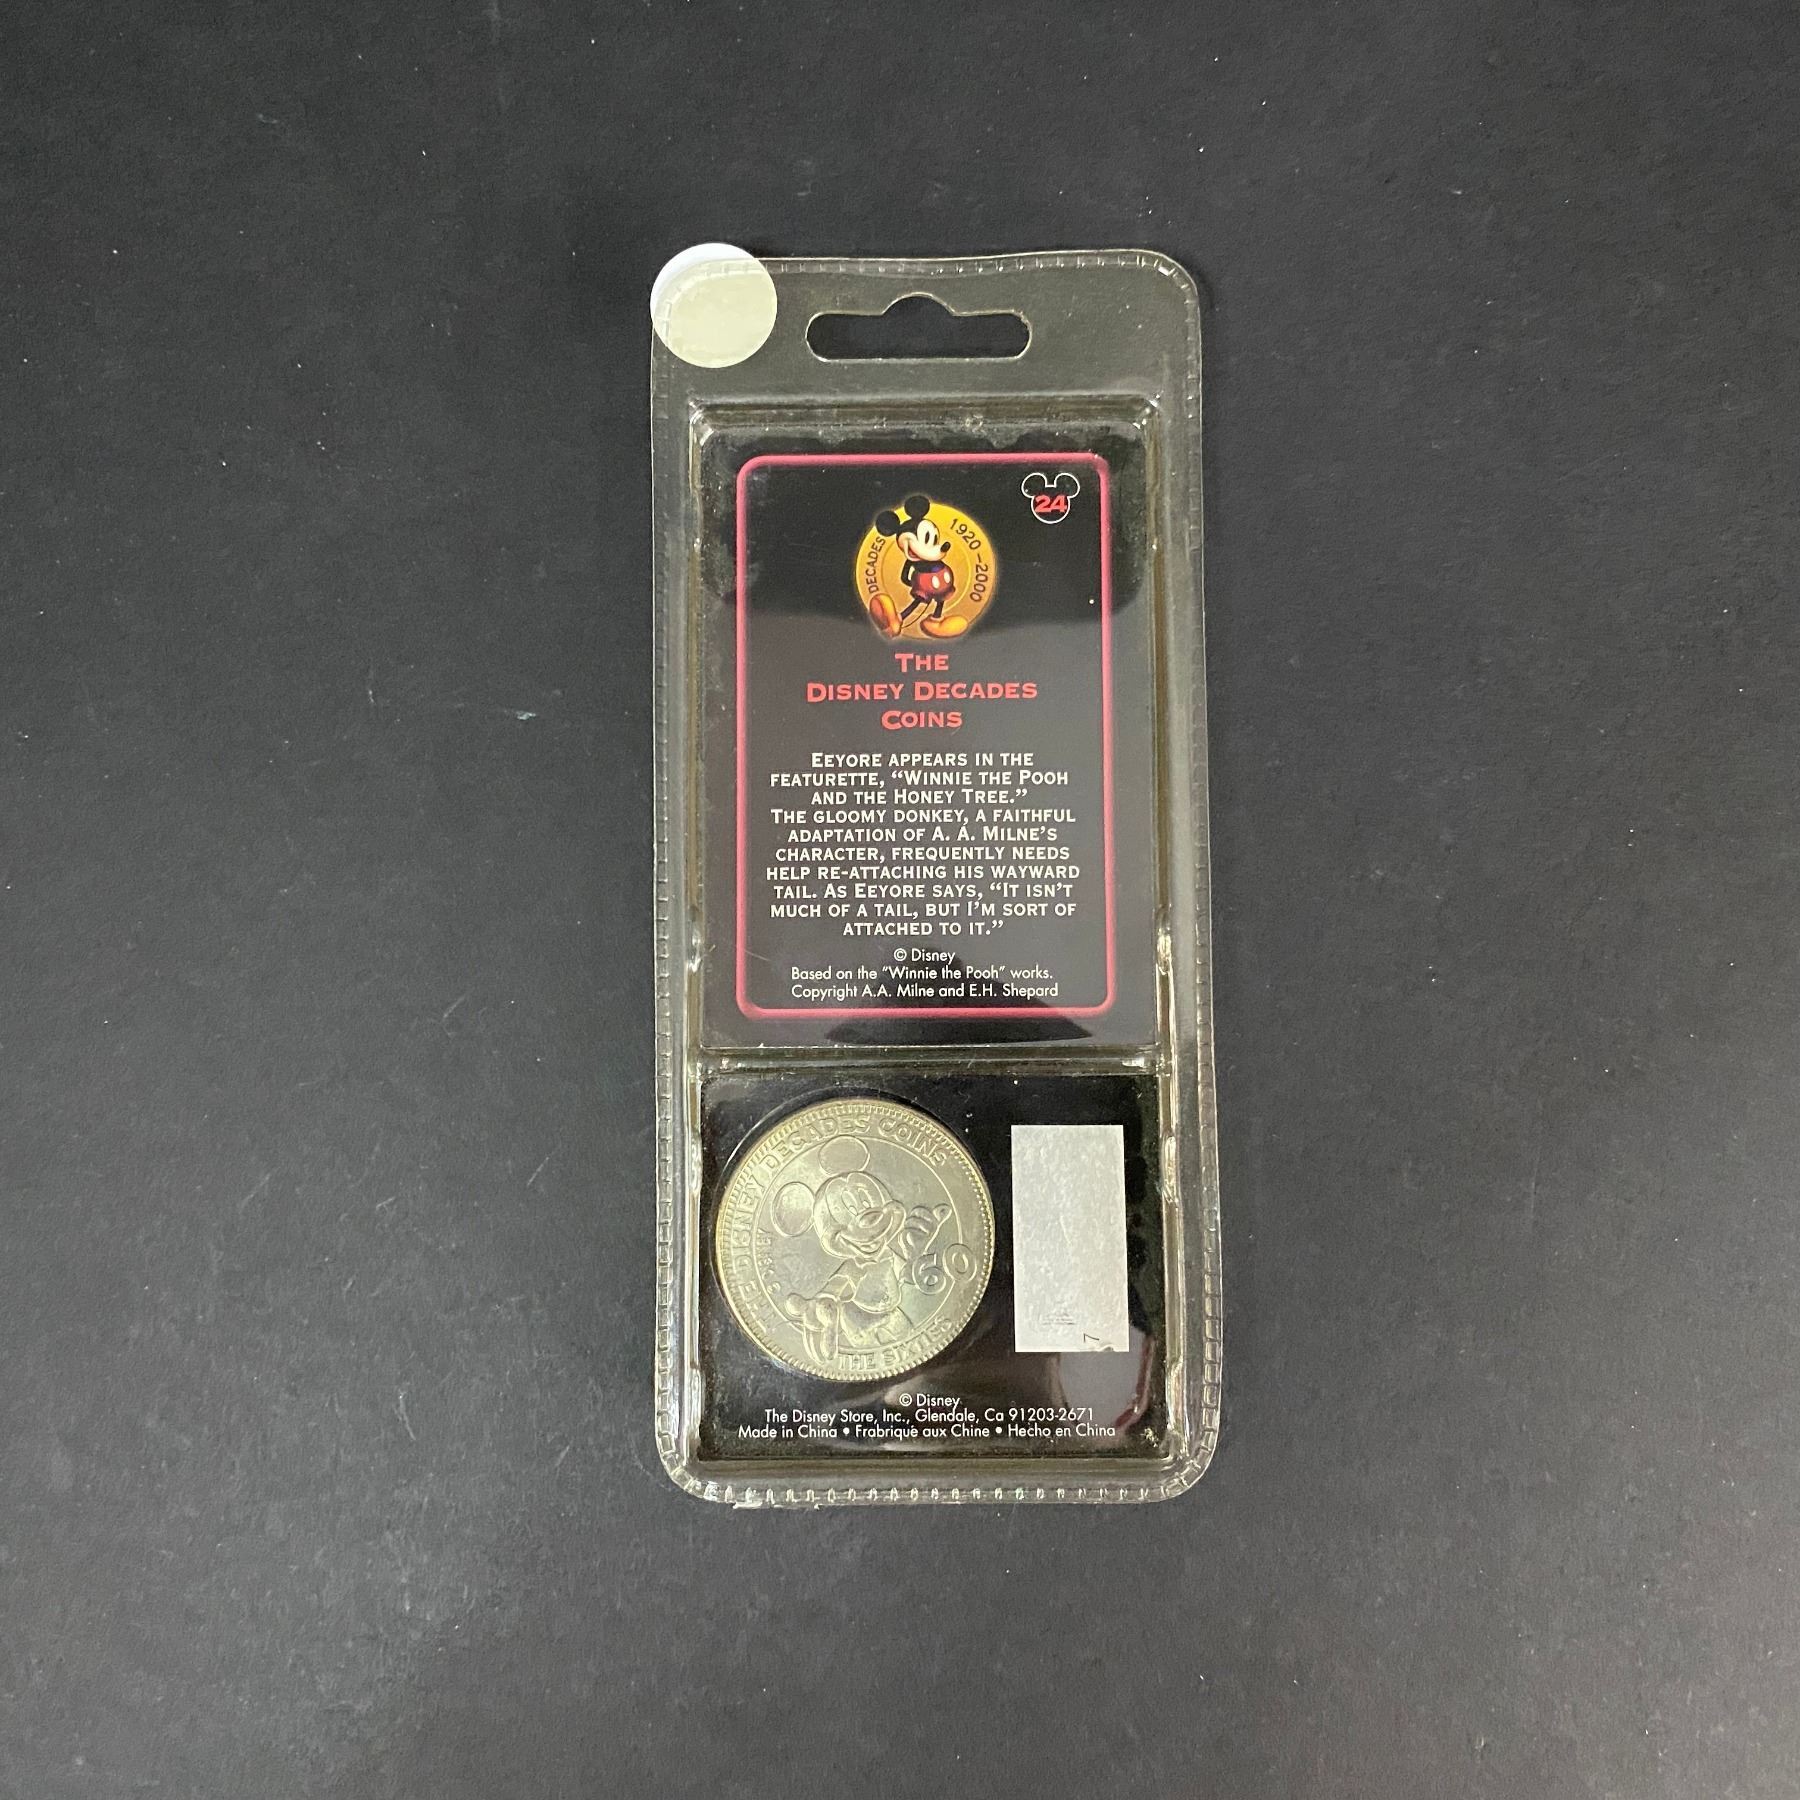 24
DECADES 1920-2000
THE
DISNEY DECADES
COINS
EEYORE APPEARS IN THE
FEATURETTE, “WINNIE THE POOH
AND THE HONEY TREE.”
THE GLOOMY DONKEY, A FAITHFUL
ADAPTATION OF A. A. MILNE’S
CHARACTER, FREQUENTLY NEEDS
HELP RE-ATTACHING HIS WAYWARD
TAIL. AS EEYORE SAYS, “IT ISN’T
MUCH OF A TAIL, BUT I’M SORT OF
ATTACHED TO IT.”
© Disney
Based on the "Winnie the Pooh" works.
Copyright A.A. Milne and E.H. Shepard
THE DISNEY DECADES COINS
© DISNEY
60
THE SIXTIES
7
© Disney
The Disney Store, Inc., Glendale, Ca 91203-2671
Made in China • Frabriqué aux Chine • Hecho en China